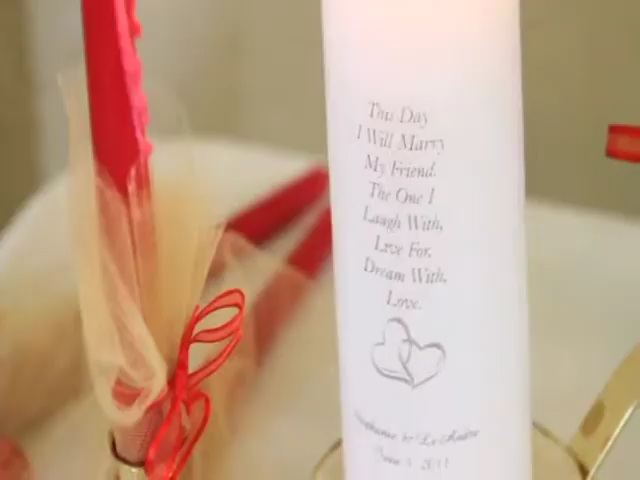 This Day
I Will Marry
My Friend.
The One I
Laugh With,
Live For,
Dream With,
Love.